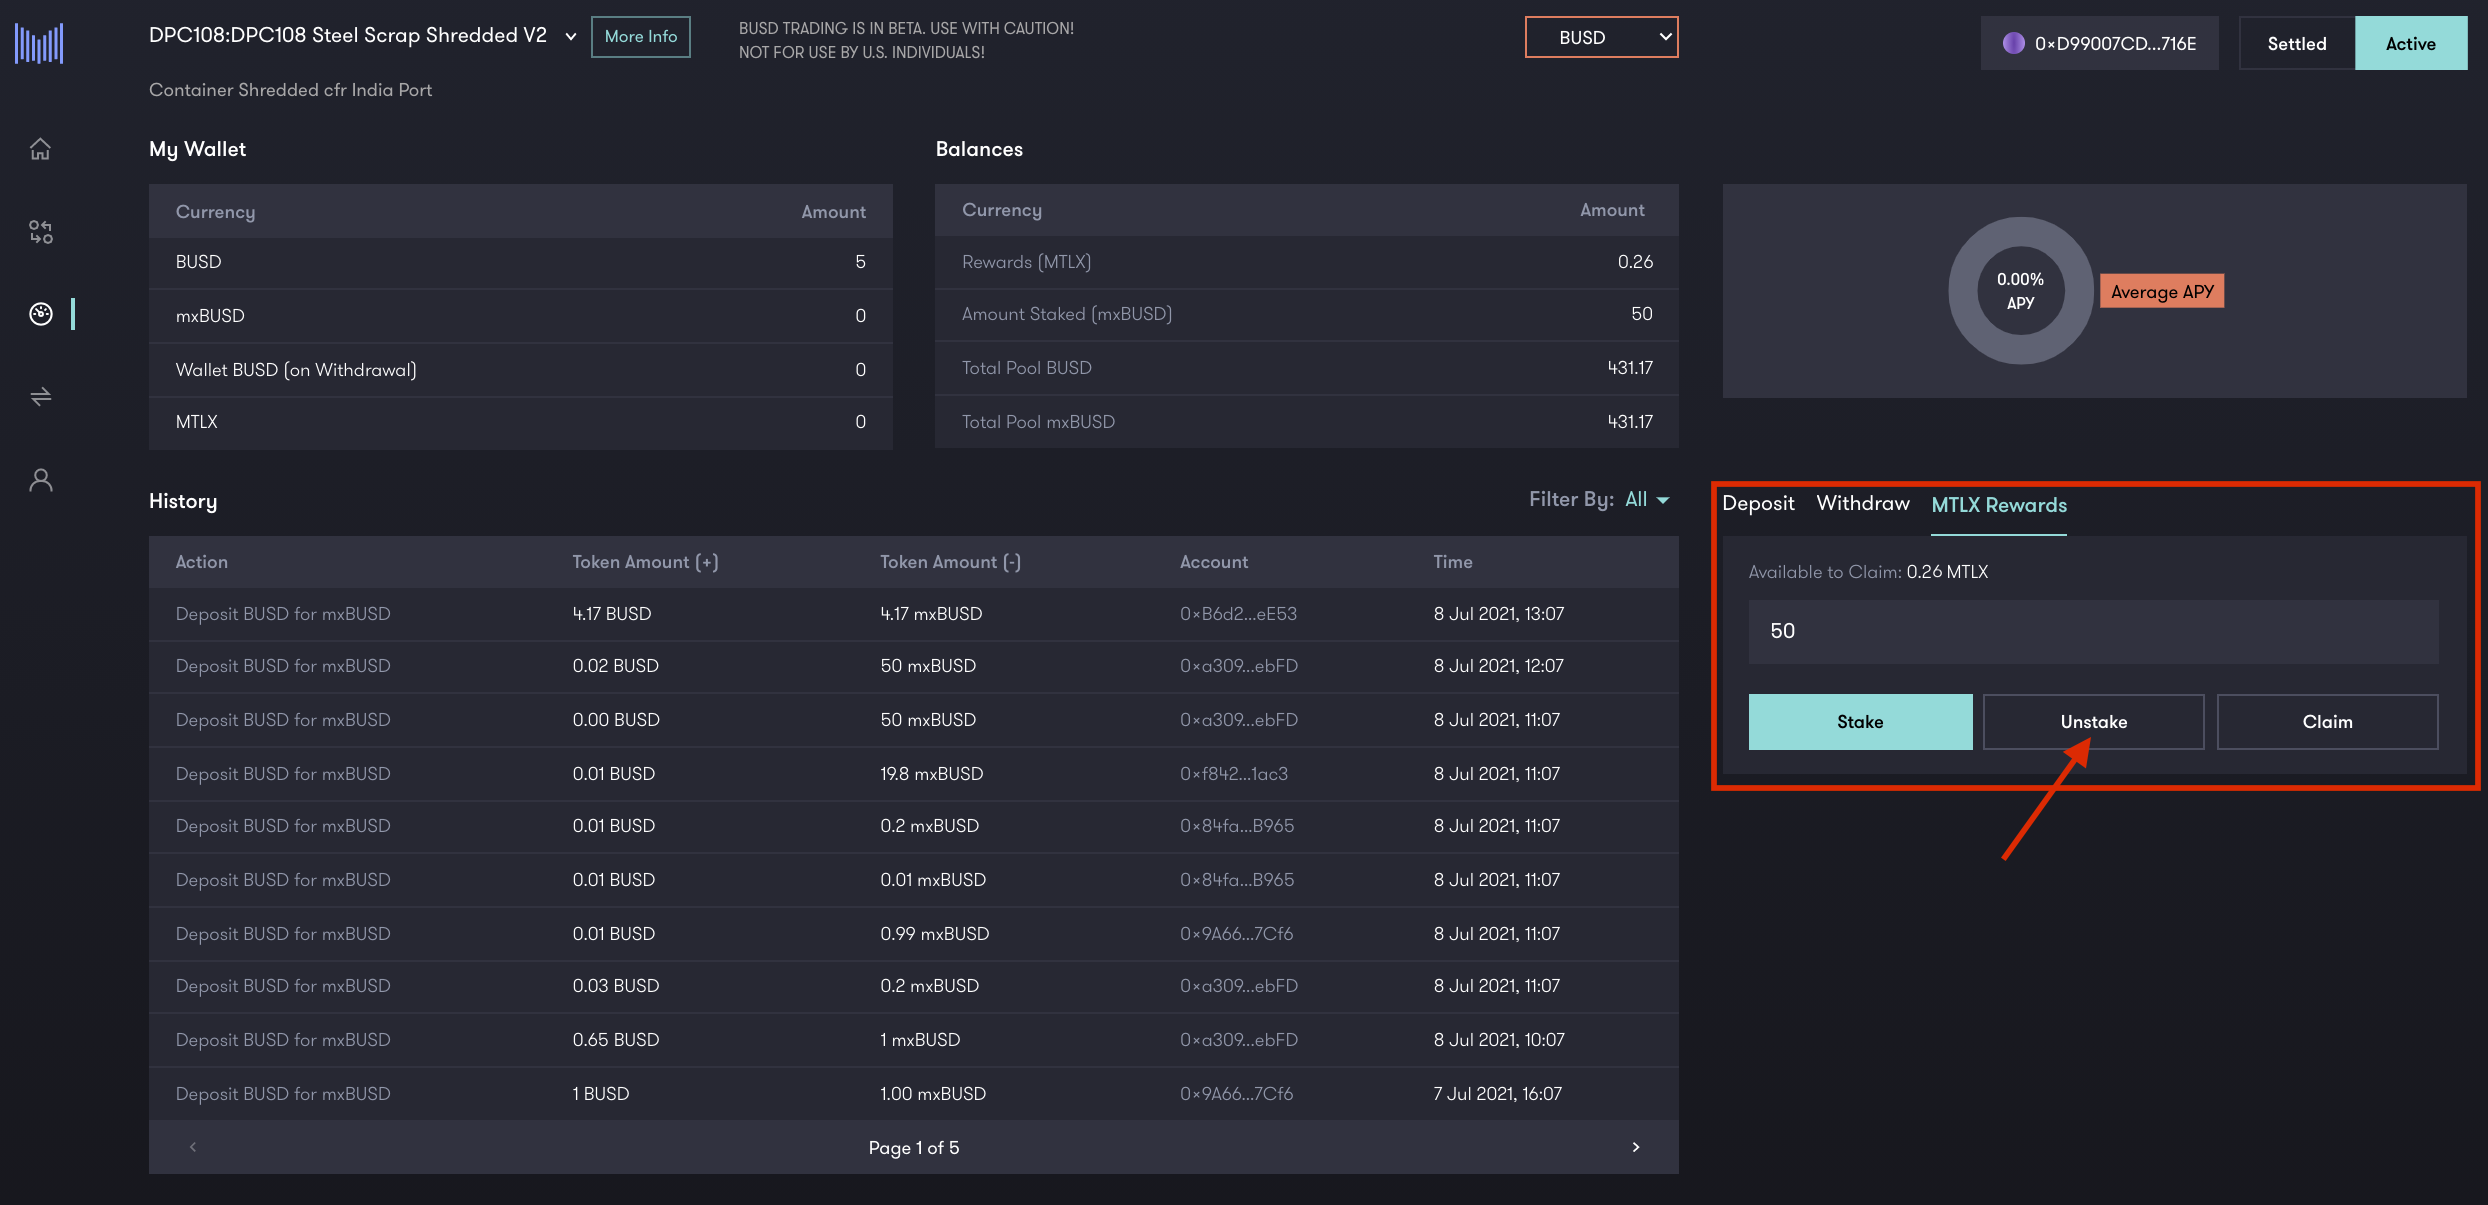 DPC108:DPC108 Steel Scrap Shredded V2
More Info
BUSD TRADING IS IN BETA. USE WITH CAUTION!
NOT FOR USE BY U.S. INDIVIDUALS!
BUSD
0×D99007CD...716E
Settled
Active
Container Shredded cfr India Port
My Wallet
Currency Amount
BUSD 5
mxBUSD 0
Wallet BUSD (on Withdrawal) 0
MTLX 0
Balances
Currency Amount
Rewards (MTLX) 0.26
Amount Staked (mxBUSD) 50
Total Pool BUSD 431.17
Total Pool mxBUSD 431.17
0.00%
APY
Average APY
History
Filter By: All
Action Token Amount (+) Token Amount (-) Account Time
Deposit BUSD for mxBUSD 4.17 BUSD 4.17 mxBUSD 0×B6d2...eE53 8 Jul 2021, 13:07
Deposit BUSD for mxBUSD 0.02 BUSD 50 mxBUSD 0×a309...ebFD 8 Jul 2021, 12:07
Deposit BUSD for mxBUSD 0.00 BUSD 50 mxBUSD 0×a309...ebFD 8 Jul 2021, 11:07
Deposit BUSD for mxBUSD 0.01 BUSD 19.8 mxBUSD 0×f842...1ac3 8 Jul 2021, 11:07
Deposit BUSD for mxBUSD 0.01 BUSD 0.2 mxBUSD 0×84fa...B965 8 Jul 2021, 11:07
Deposit BUSD for mxBUSD 0.01 BUSD 0.01 mxBUSD 0×84fa...B965 8 Jul 2021, 11:07
Deposit BUSD for mxBUSD 0.01 BUSD 0.99 mxBUSD 0×9A66...7Cf6 8 Jul 2021, 11:07
Deposit BUSD for mxBUSD 0.03 BUSD 0.2 mxBUSD 0×a309...ebFD 8 Jul 2021, 11:07
Deposit BUSD for mxBUSD 0.65 BUSD 1 mxBUSD 0×a309...ebFD 8 Jul 2021, 10:07
Deposit BUSD for mxBUSD 1 BUSD 1.00 mxBUSD 0×9A66...7Cf6 7 Jul 2021, 16:07
Page 1 of 5
Deposit Withdraw MTLX Rewards
Available to Claim: 0.26 MTLX
50
Stake Unstake Claim